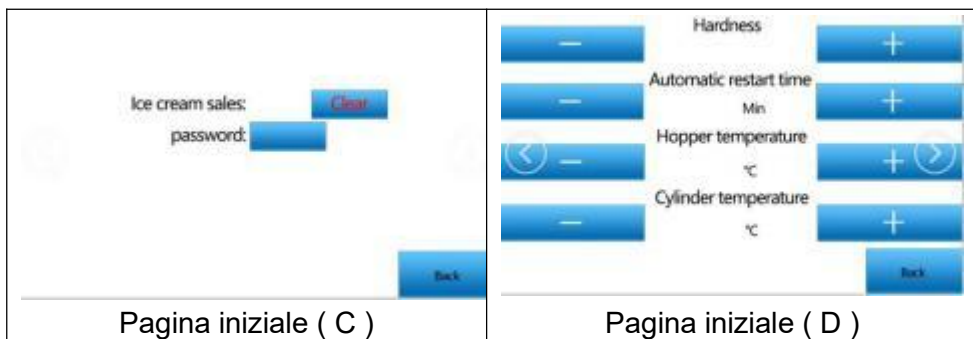 Ice cream sales: Clear
password:
Back
Pagina iniziale ( C )
Hardness
− +
Automatic restart time
− Min +
Hopper temperature
− ℃ +
Cylinder temperature
− ℃ +
Back
Pagina iniziale ( D )